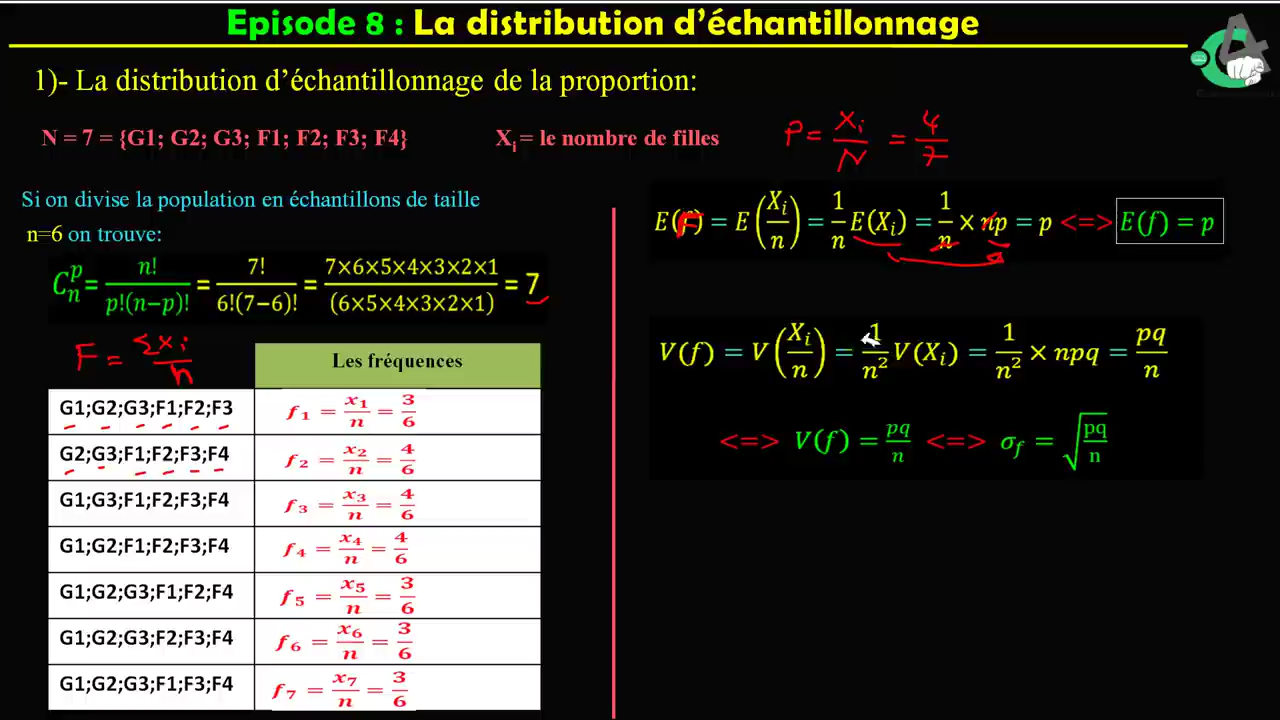 Episode 8 : La distribution d'échantillonnage
1)- La distribution d'échantillonnage de la proportion:
N = 7 = {G1; G2; G3, F1; F2; F3; F4}
Xi = le nombre de filles
P = Xi/N = 4/7
Si on divise la population en échantillons de taille
n=6 on trouve:
C_n^p = n!/(p!(n−p)!) = 7!/(6!(7−6)!) = (7×6×5×4×3×2×1)/((6×5×4×3×2×1)) = 7
F = ΣXi/n
Les fréquences
G1;G2;G3;F1;F2;F3 f1 = x1/n = 3/6
G2;G3;F1;F2;F3;F4 f2 = x2/n = 4/6
G1;G3;F1;F2;F3;F4 f3 = x3/n = 4/6
G1;G2;F1;F2;F3;F4 f4 = x4/n = 4/6
G1;G2;G3;F1;F2;F4 f5 = x5/n = 3/6
G1;G2;G3;F2;F3;F4 f6 = x6/n = 3/6
G1;G2;G3;F1;F3;F4 f7 = x7/n = 3/6
E(F) = E(Xi/n) = 1/n E(Xi) = 1/n × np = p <=> E(f) = p
V(f) = V(Xi/n) = 1/n² V(Xi) = 1/n² × npq = pq/n
<=> V(f) = pq/n <=> σf = √(pq/n)